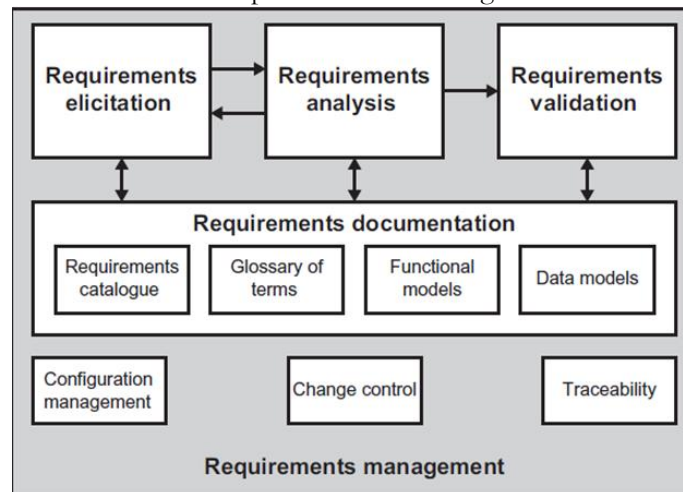 Requirements
elicitation
Requirements
analysis
Requirements
validation
Requirements documentation
Requirements
catalogue
Glossary of
terms
Functional
models
Data models
Configuration
management
Change control
Traceability
Requirements management